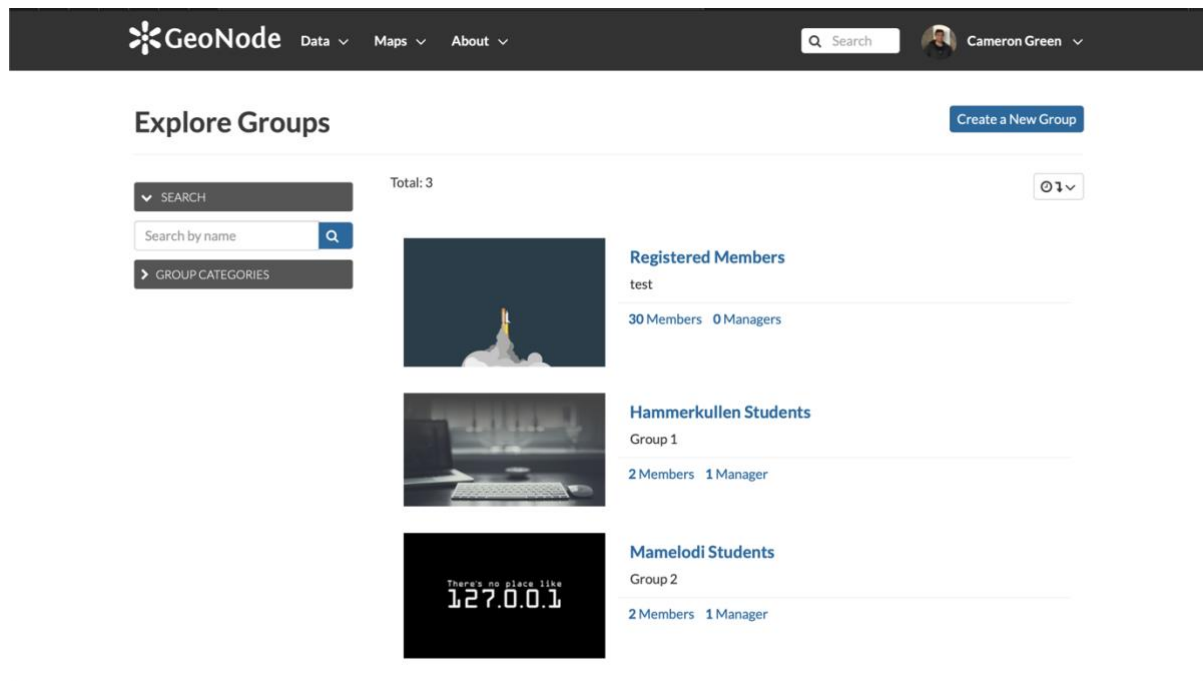 GeoNode Data Maps About Search Cameron Green
Explore Groups
Create a New Group
SEARCH
Search by name
GROUP CATEGORIES
Total: 3
Registered Members
test
30 Members 0 Managers
Hammerkullen Students
Group 1
2 Members 1 Manager
There's no place like
127.0.0.1
Mamelodi Students
Group 2
2 Members 1 Manager